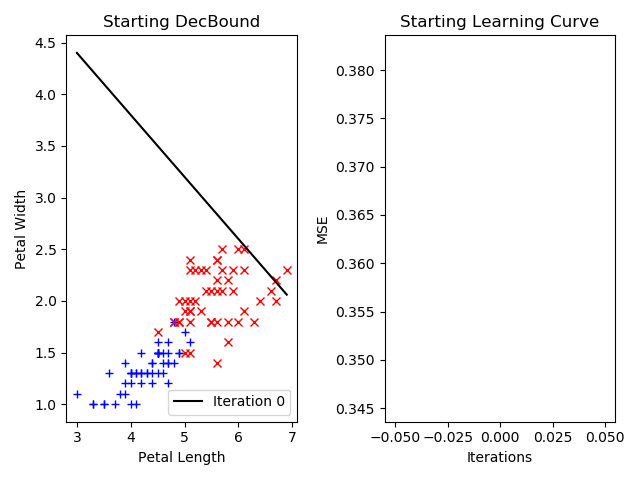 Starting DecBound
4.5
4.0
3.5
3.0
2.5
2.0
1.5
1.0
Petal Width
Iteration 0
3 4 5 6 7
Petal Length
Starting Learning Curve
0.380
0.375
0.370
0.365
0.360
0.355
0.350
0.345
MSE
−0.050 −0.025 0.000 0.025 0.050
Iterations